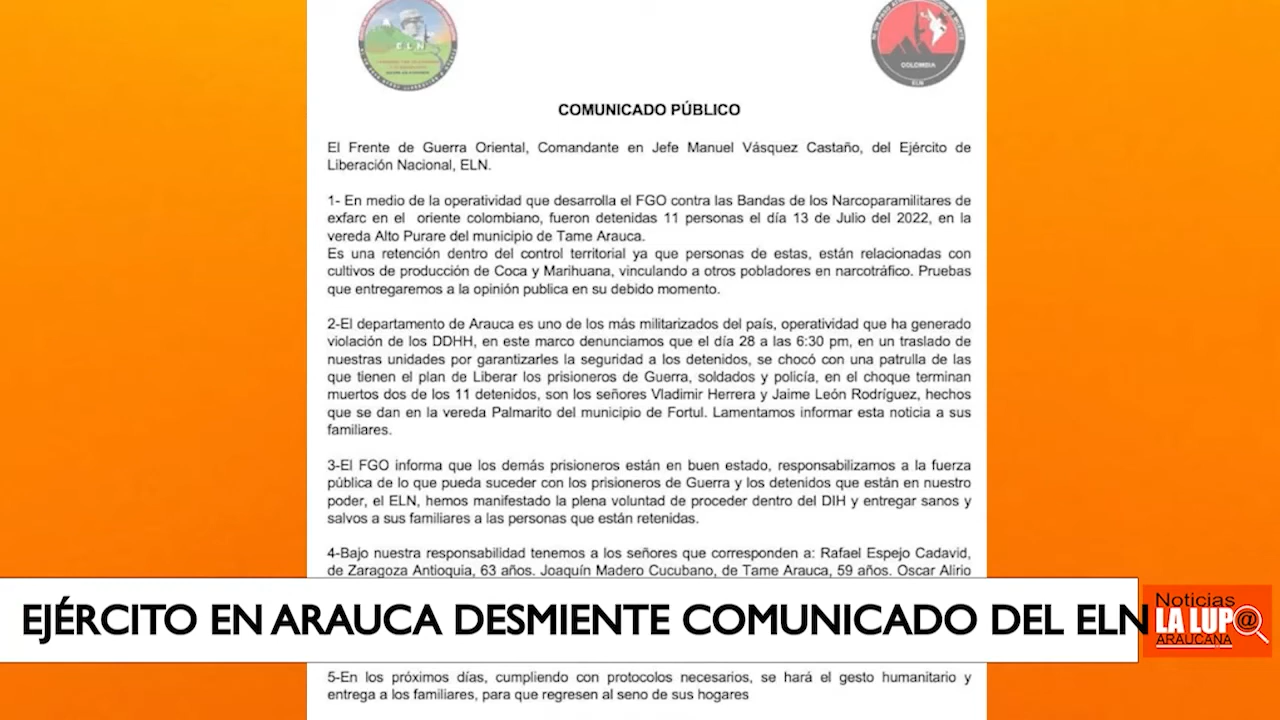 ELN
COLOMBIA
ELN
COMUNICADO PÚBLICO
El Frente de Guerra Oriental, Comandante en Jefe Manuel Vásquez Castaño, del Ejército de
Liberación Nacional, ELN.
1- En medio de la operatividad que desarrolla el FGO contra las Bandas de los Narcoparamilitares de
exfarc en el oriente colombiano, fueron detenidas 11 personas el día 13 de Julio del 2022, en la
vereda Alto Purare del municipio de Tame Arauca.
Es una retención dentro del control territorial ya que personas de estas, están relacionadas con
cultivos de producción de Coca y Marihuana, vinculando a otros pobladores en narcotráfico. Pruebas
que entregaremos a la opinión publica en su debido momento.
2-El departamento de Arauca es uno de los más militarizados del país, operatividad que ha generado
violación de los DDHH, en este marco denunciamos que el día 28 a las 6:30 pm, en un traslado de
nuestras unidades por garantizarles la seguridad a los detenidos, se chocó con una patrulla de las
que tienen el plan de Liberar los prisioneros de Guerra, soldados y policía, en el choque terminan
muertos dos de los 11 detenidos, son los señores Vladimir Herrera y Jaime León Rodríguez, hechos
que se dan en la vereda Palmarito del municipio de Fortul. Lamentamos informar esta noticia a sus
familiares.
3-El FGO informa que los demás prisioneros están en buen estado, responsabilizamos a la fuerza
pública de lo que pueda suceder con los prisioneros de Guerra y los detenidos que están en nuestro
poder, el ELN, hemos manifestado la plena voluntad de proceder dentro del DIH y entregar sanos y
salvos a sus familiares a las personas que están retenidas.
4-Bajo nuestra responsabilidad tenemos a los señores que corresponden a: Rafael Espejo Cadavid,
de Zaragoza Antioquia, 63 años. Joaquín Madero Cucubano, de Tame Arauca, 59 años. Oscar Alirio
EJÉRCITO EN ARAUCA DESMIENTE COMUNICADO DEL ELN
Noticias
LA LUP@
ARAUCANA
5-En los próximos días, cumpliendo con protocolos necesarios, se hará el gesto humanitario y
entrega a los familiares, para que regresen al seno de sus hogares